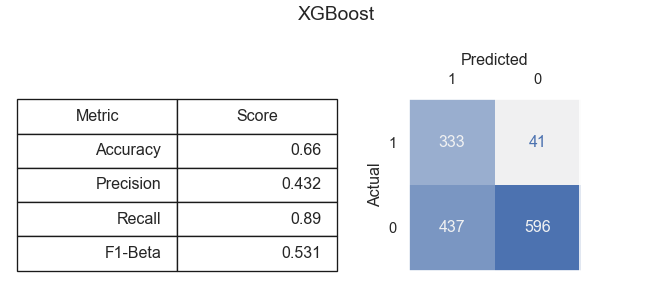 XGBoost
Metric Score
Accuracy 0.66
Precision 0.432
Recall 0.89
F1-Beta 0.531
Predicted
1 0
Actual
1 333 41
0 437 596